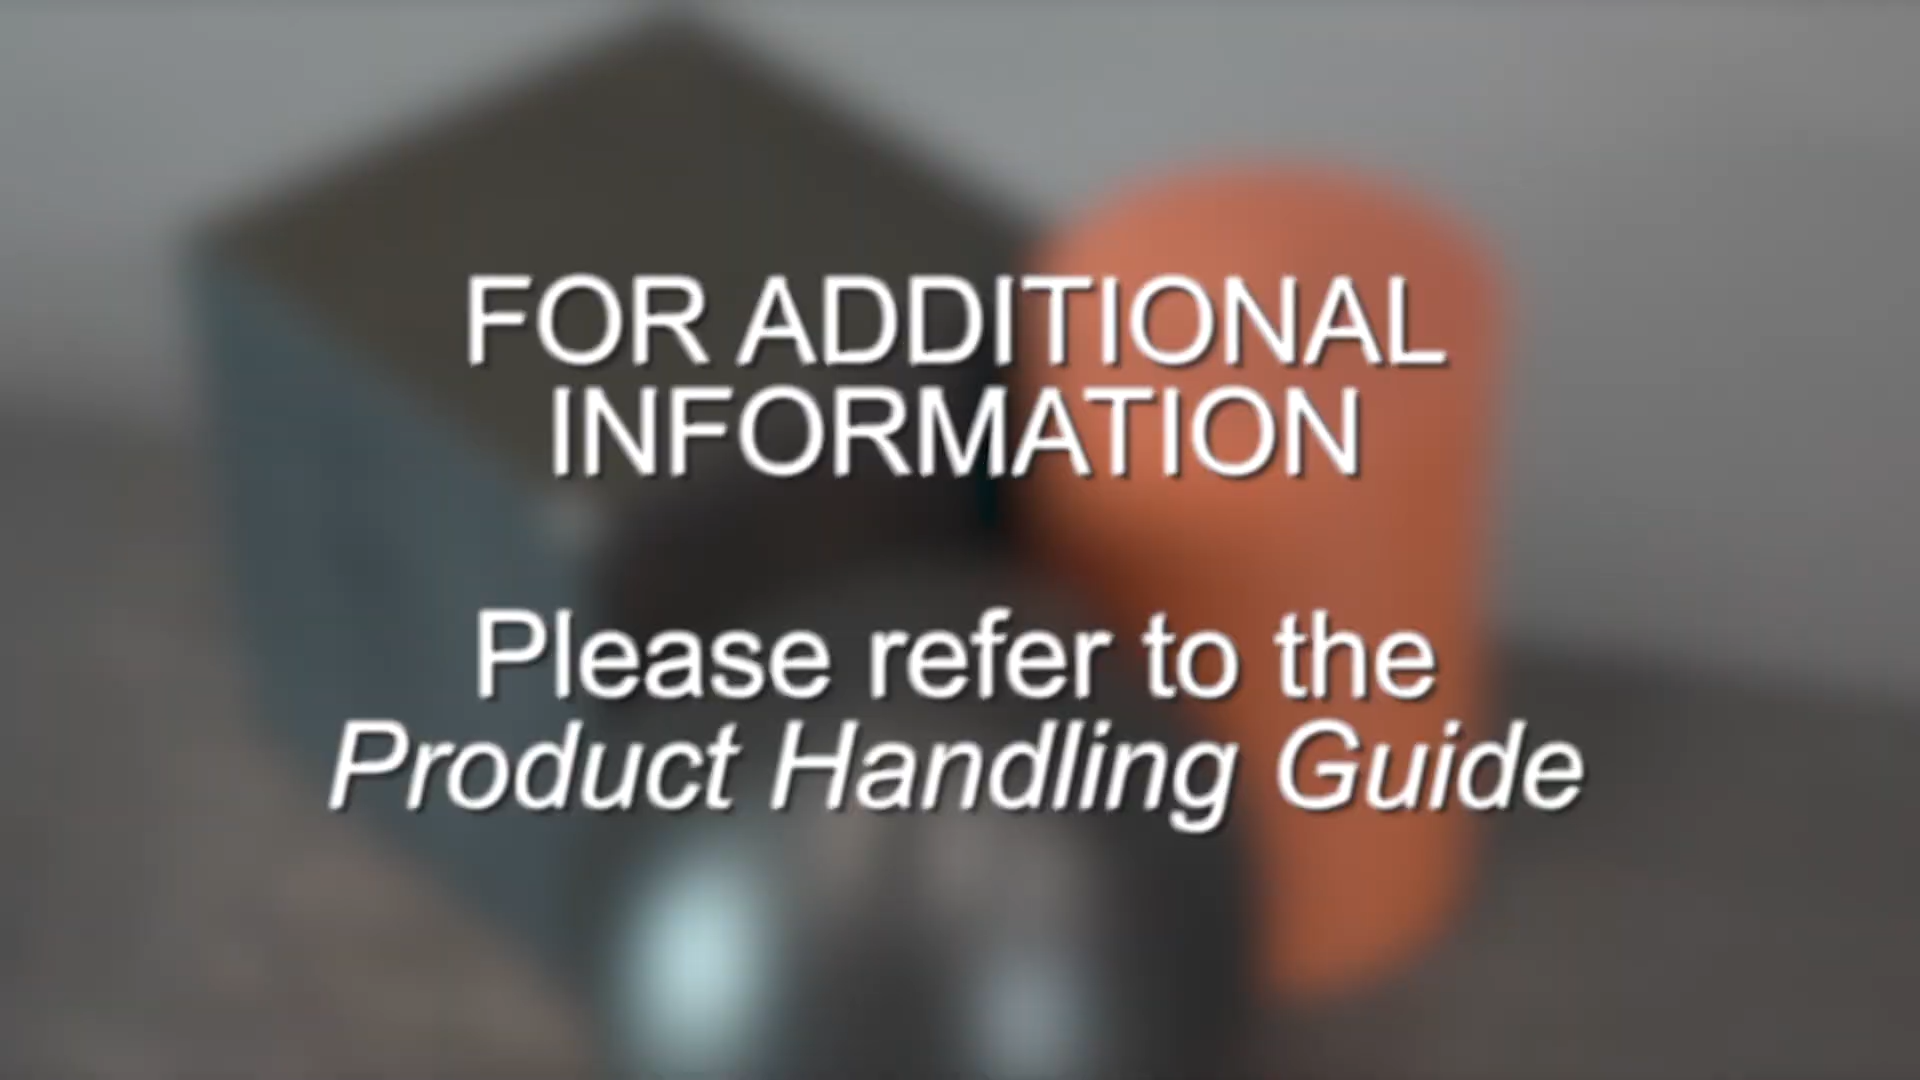 FOR ADDITIONAL
INFORMATION
Please refer to the
Product Handling Guide